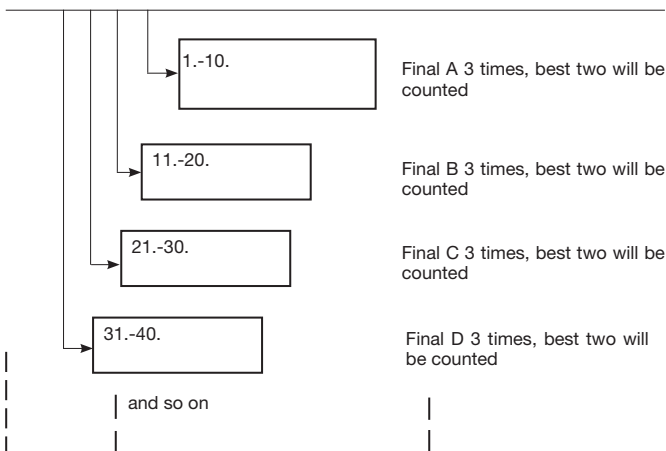 1.-10.
Final A 3 times, best two will be
counted
11.-20.
Final B 3 times, best two will be
counted
21.-30.
Final C 3 times, best two will be
counted
31.-40.
Final D 3 times, best two will
be counted
and so on